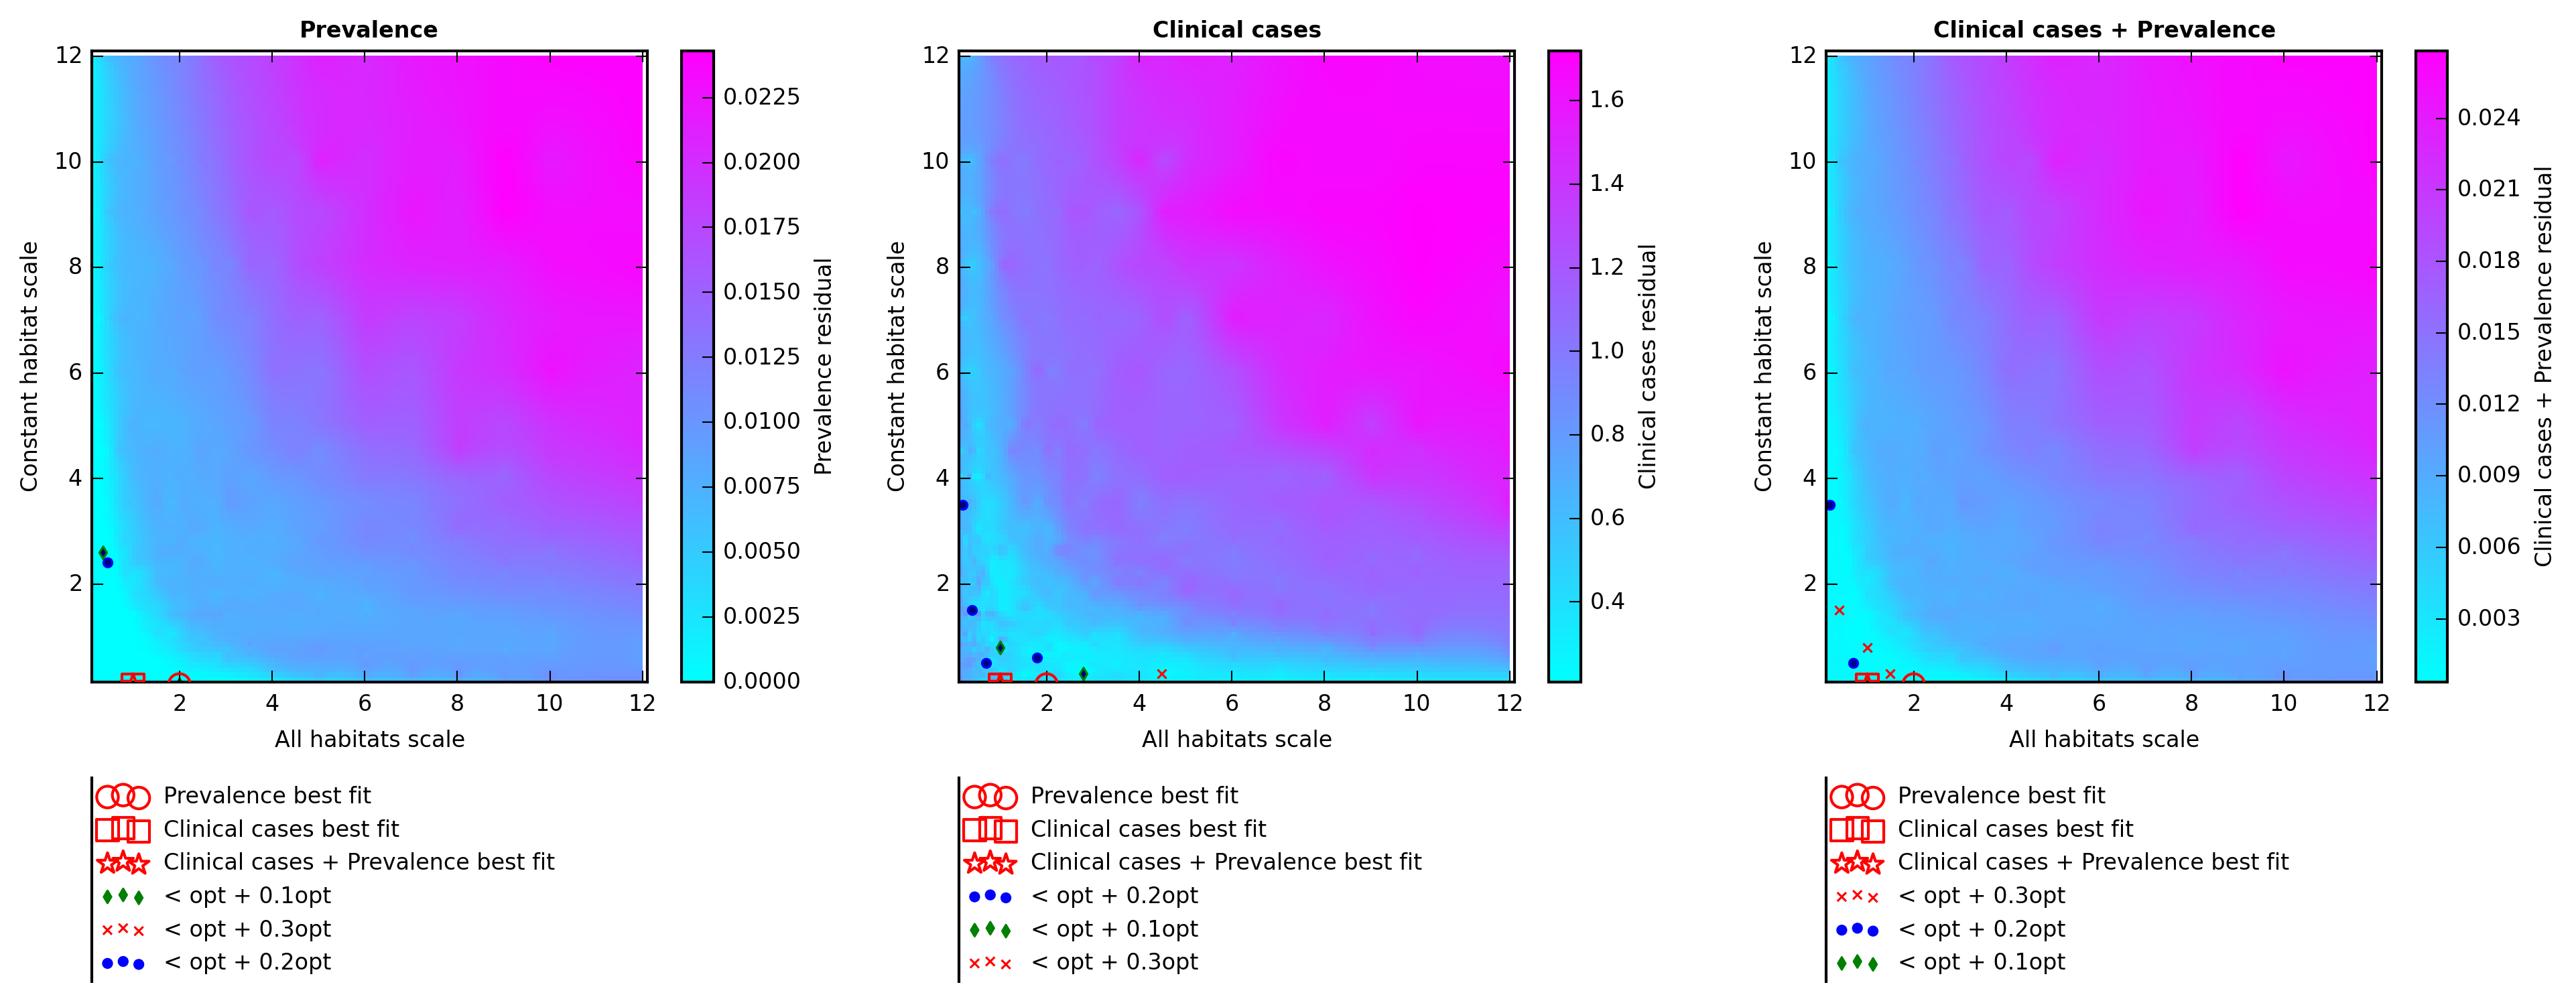 Prevalence
12
10
8
6
4
2
2 4 6 8 10 12
Constant habitat scale
All habitats scale
0.0225
0.0200
0.0175
0.0150
0.0125
0.0100
0.0075
0.0050
0.0025
0.0000
Prevalence residual
Prevalence best fit
Clinical cases best fit
Clinical cases + Prevalence best fit
< opt + 0.1opt
< opt + 0.3opt
< opt + 0.2opt
Clinical cases
12
10
8
6
4
2
2 4 6 8 10 12
Constant habitat scale
All habitats scale
1.6
1.4
1.2
1.0
0.8
0.6
0.4
Clinical cases residual
Prevalence best fit
Clinical cases best fit
Clinical cases + Prevalence best fit
< opt + 0.2opt
< opt + 0.1opt
< opt + 0.3opt
Clinical cases + Prevalence
12
10
8
6
4
2
2 4 6 8 10 12
Constant habitat scale
All habitats scale
0.024
0.021
0.018
0.015
0.012
0.009
0.006
0.003
Clinical cases + Prevalence residual
Prevalence best fit
Clinical cases best fit
Clinical cases + Prevalence best fit
< opt + 0.3opt
< opt + 0.2opt
< opt + 0.1opt